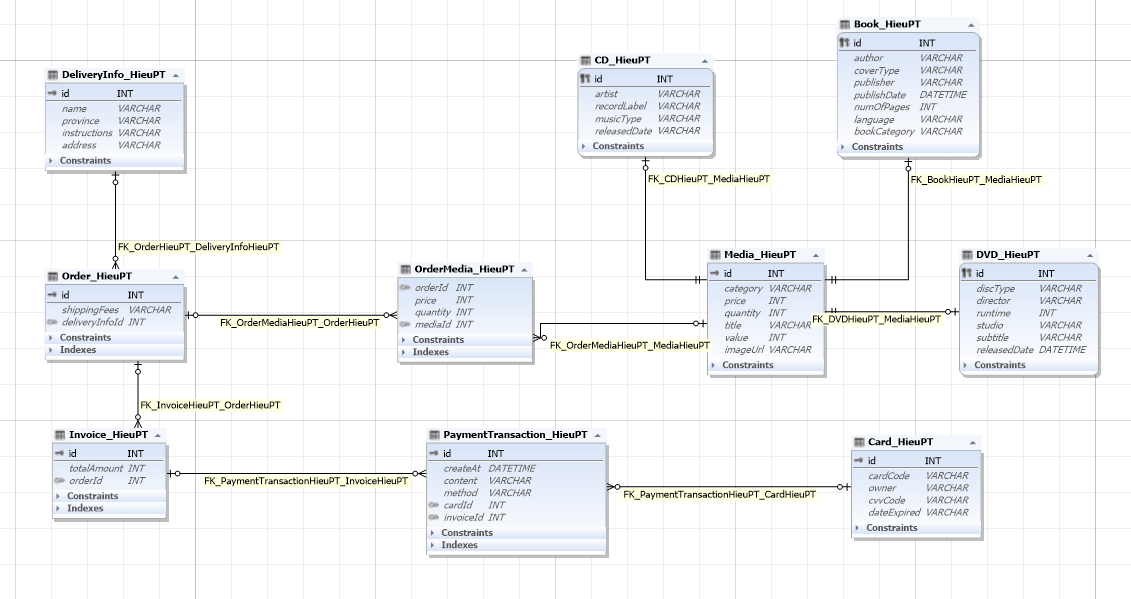 Book_HieuPT
id INT
author VARCHAR
coverType VARCHAR
publisher VARCHAR
publishDate DATETIME
numOfPages INT
language VARCHAR
bookCategory VARCHAR
Constraints
CD_HieuPT
id INT
artist VARCHAR
recordLabel VARCHAR
musicType VARCHAR
releasedDate VARCHAR
Constraints
DeliveryInfo_HieuPT
id INT
name VARCHAR
province VARCHAR
instructions VARCHAR
address VARCHAR
Constraints
FK_CDHieuPT_MediaHieuPT
FK_BookHieuPT_MediaHieuPT
FK_OrderHieuPT_DeliveryInfoHieuPT
Order_HieuPT
id INT
shippingFees VARCHAR
deliveryInfoId INT
Constraints
Indexes
FK_OrderMediaHieuPT_OrderHieuPT
OrderMedia_HieuPT
orderId INT
price INT
quantity INT
mediaId INT
Constraints
Indexes
FK_OrderMediaHieuPT_MediaHieuPT
Media_HieuPT
id INT
category VARCHAR
price INT
quantity INT
title VARCHAR
value INT
imageUrl VARCHAR
Constraints
FK_DVDHieuPT_MediaHieuPT
DVD_HieuPT
id INT
discType VARCHAR
director VARCHAR
runtime INT
studio VARCHAR
subtitle VARCHAR
releasedDate DATETIME
Constraints
FK_InvoiceHieuPT_OrderHieuPT
Invoice_HieuPT
id INT
totalAmount INT
orderId INT
Constraints
Indexes
FK_PaymentTransactionHieuPT_InvoiceHieuPT
PaymentTransaction_HieuPT
id INT
createAt DATETIME
content VARCHAR
method VARCHAR
cardId INT
invoiceId INT
Constraints
Indexes
FK_PaymentTransactionHieuPT_CardHieuPT
Card_HieuPT
id INT
cardCode VARCHAR
owner VARCHAR
cvvCode VARCHAR
dateExpired VARCHAR
Constraints